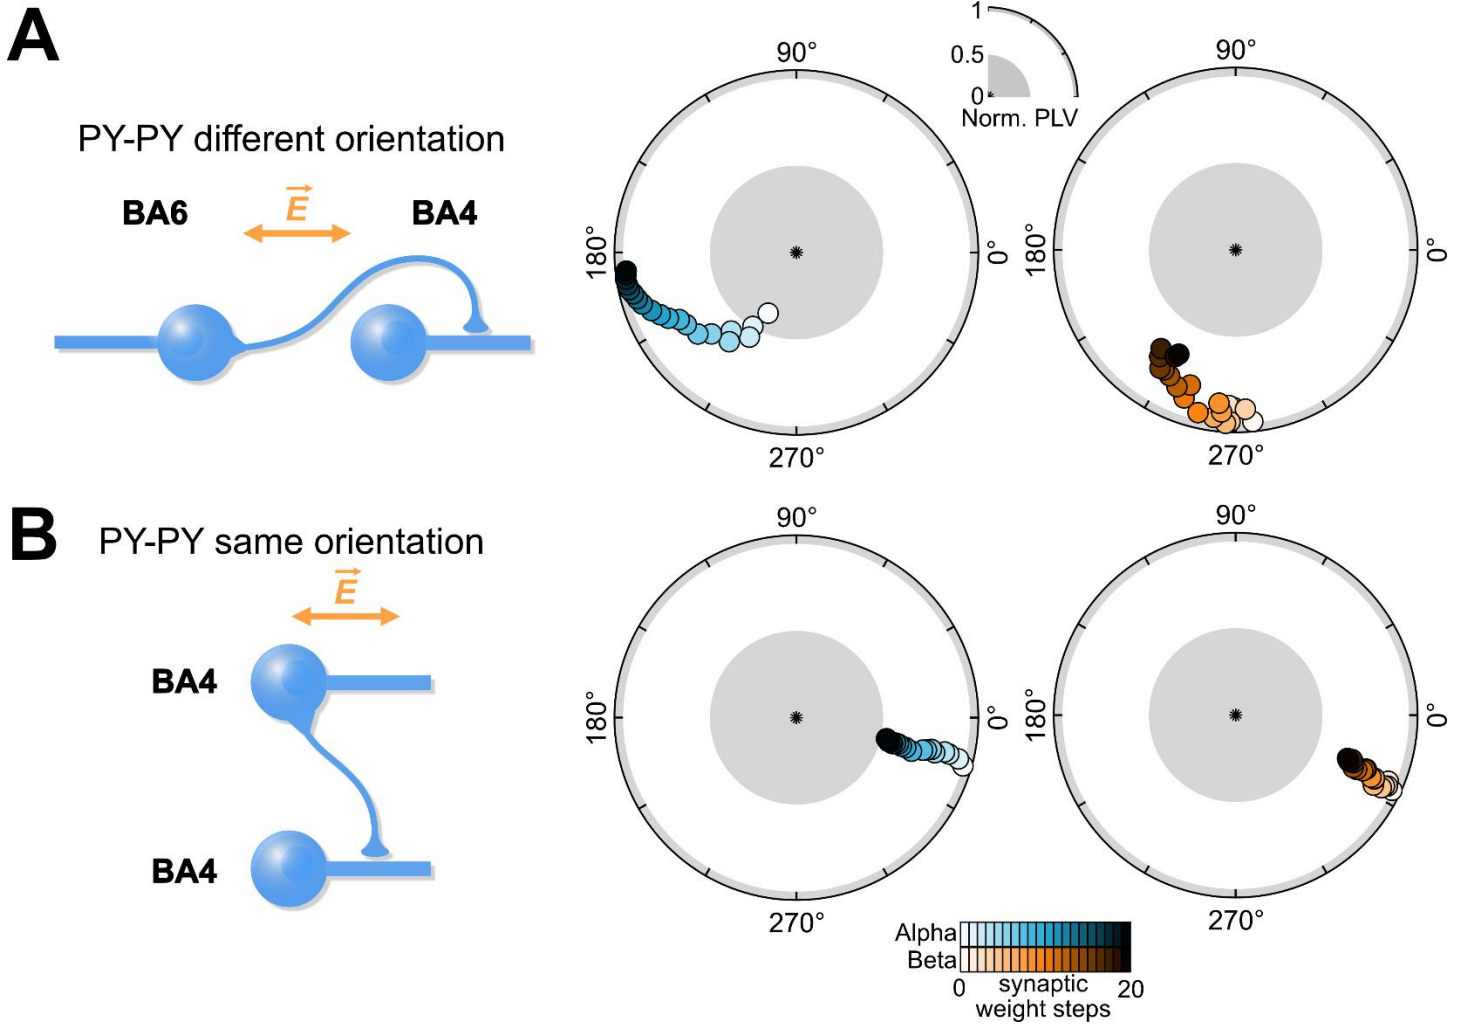 A
PY-PY different orientation
BA6
E
BA4
90°
180°
0°
270°
1
0.5
0
Norm. PLV
90°
180°
0°
270°
B
PY-PY same orientation
E
BA4
BA4
90°
180°
0°
270°
90°
180°
0°
270°
Alpha
Beta
0
synaptic
weight steps
20